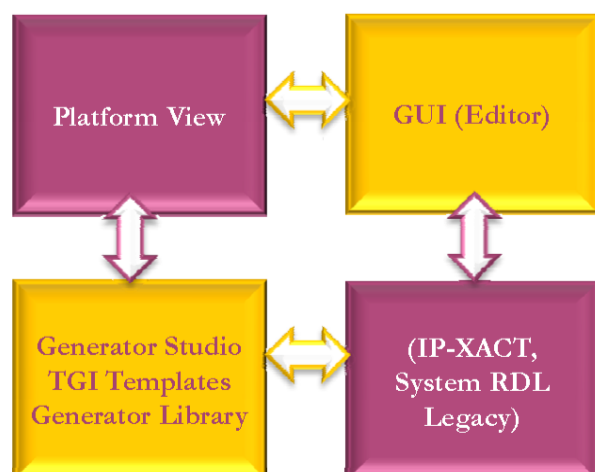 Platform View
GUI (Editor)
Generator Studio
TGI Templates
Generator Library
(IP-XACT,
System RDL
Legacy)